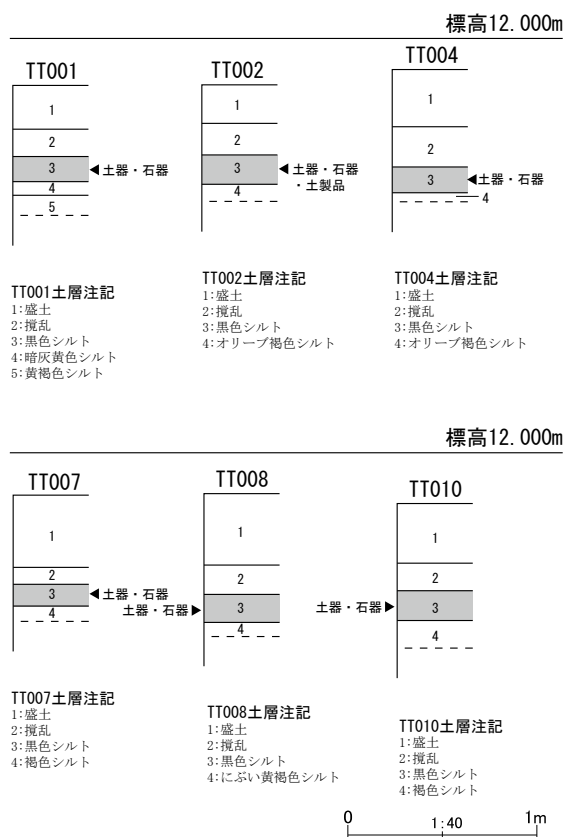 標高12.000m
TT001
1
2
3
4
5
土器・石器
TT002
1
2
3
4
土器・石器
・土製品
TT004
1
2
3
4
土器・石器
TT001土層注記
1:盛土
2:撹乱
3:黒色シルト
4:暗灰黄色シルト
5:黄褐色シルト
TT002土層注記
1:盛土
2:撹乱
3:黒色シルト
4:オリーブ褐色シルト
TT004土層注記
1:盛土
2:撹乱
3:黒色シルト
4:オリーブ褐色シルト
標高12.000m
TT007
1
2
3
4
土器・石器
TT008
1
2
3
4
土器・石器
TT010
1
2
3
4
土器・石器
TT007土層注記
1:盛土
2:撹乱
3:黒色シルト
4:褐色シルト
TT008土層注記
1:盛土
2:撹乱
3:黒色シルト
4:にぶい黄褐色シルト
TT010土層注記
1:盛土
2:撹乱
3:黒色シルト
4:褐色シルト
0 1:40 1m